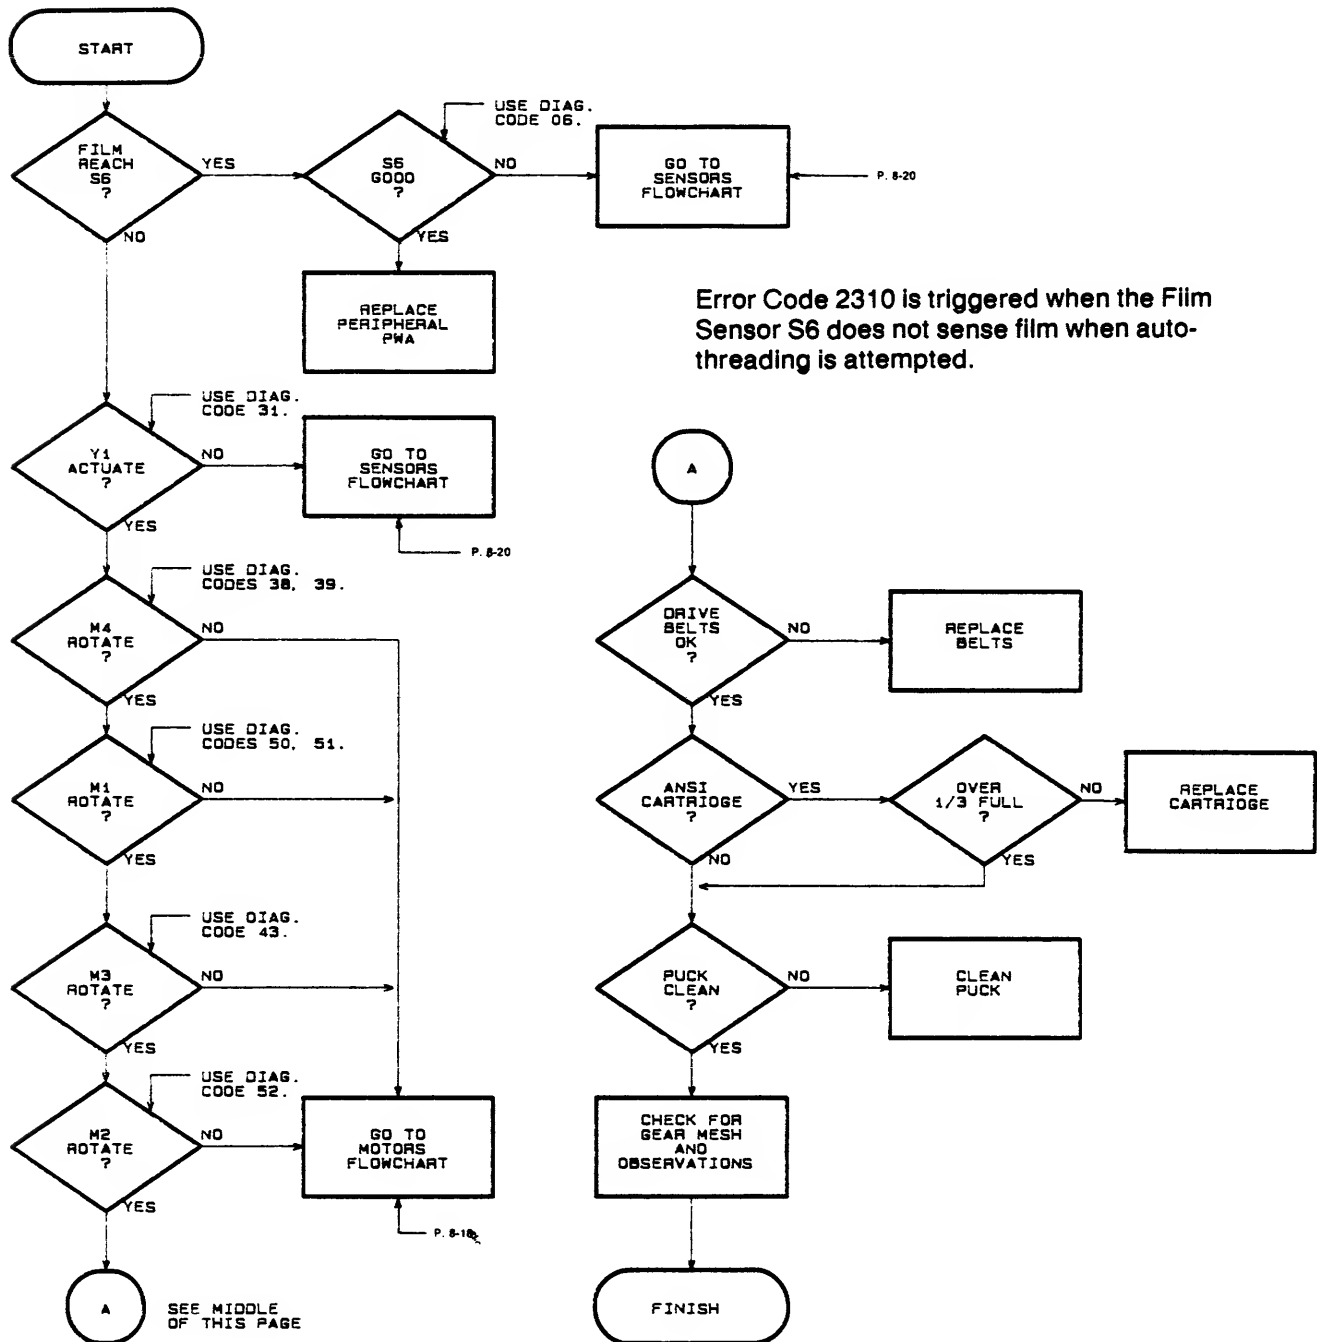 START
FILM
REACH
S6
?
YES
NO
USE DIAG.
CODE 06.
S6
GOOD
?
NO
YES
GO TO
SENSORS
FLOWCHART
P. 8-20
REPLACE
PERIPHERAL
PWA
Error Code 2310 is triggered when the Film
Sensor S6 does not sense film when auto-
threading is attempted.
USE DIAG.
CODE 31.
Y1
ACTUATE
?
NO
YES
GO TO
SENSORS
FLOWCHART
P. 8-20
USE DIAG.
CODES 38, 39.
M4
ROTATE
?
NO
YES
USE DIAG.
CODES 50, 51.
M1
ROTATE
?
NO
YES
USE DIAG.
CODE 43.
M3
ROTATE
?
NO
YES
USE DIAG.
CODE 52.
M2
ROTATE
?
NO
YES
GO TO
MOTORS
FLOWCHART
A
SEE MIDDLE
OF THIS PAGE
A
DRIVE
BELTS
OK
?
NO
YES
REPLACE
BELTS
ANSI
CARTRIDGE
?
YES
NO
OVER
1/3 FULL
?
NO
YES
REPLACE
CARTRIDGE
PUCK
CLEAN
?
NO
YES
CLEAN
PUCK
CHECK FOR
GEAR MESH
AND
OBSERVATIONS
FINISH